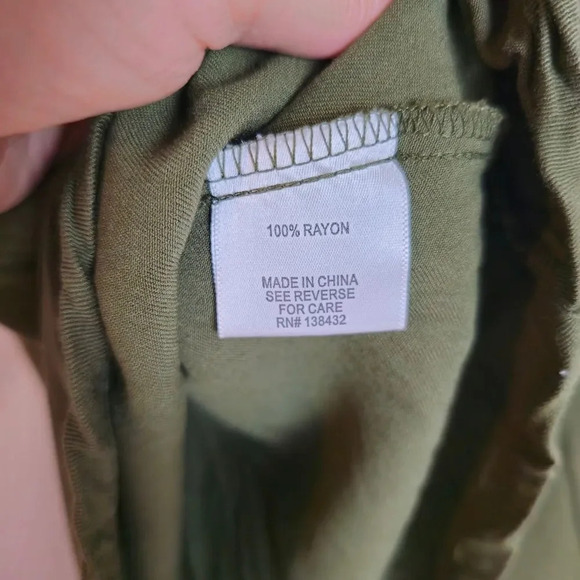 100% RAYON
MADE IN CHINA
SEE REVERSE
FOR CARE
RN# 138432